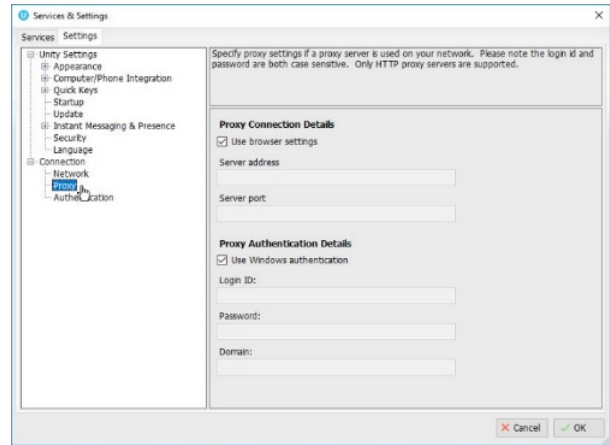 Services & Settings
Services Settings
Unity Settings
Appearance
Computer/Phone Integration
Quick Keys
Startup
Update
Instant Messaging & Presence
Security
Language
Connection
Network
Proxy
Authentication
Specify proxy settings if a proxy server is used on your network. Please note the login id and
password are both case sensitive. Only HTTP proxy servers are supported.
Proxy Connection Details
Use browser settings
Server address
Server port
Proxy Authentication Details
Use Windows authentication
Login ID:
Password:
Domain:
Cancel OK